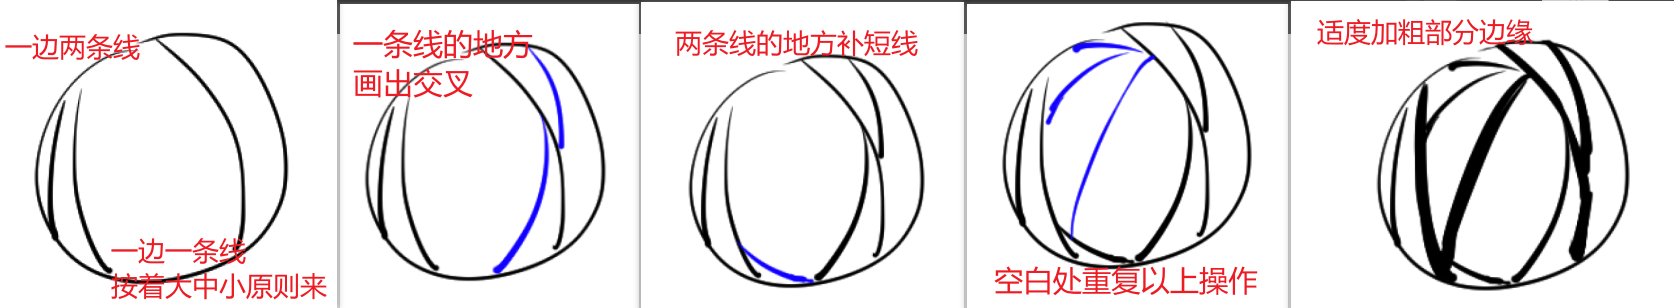 一边两条线
一边一条线
接着大中小原则来
一条线的地方
画出交叉
两条线的地方补短线
空白处重复以上操作
适度加粗部分边缘